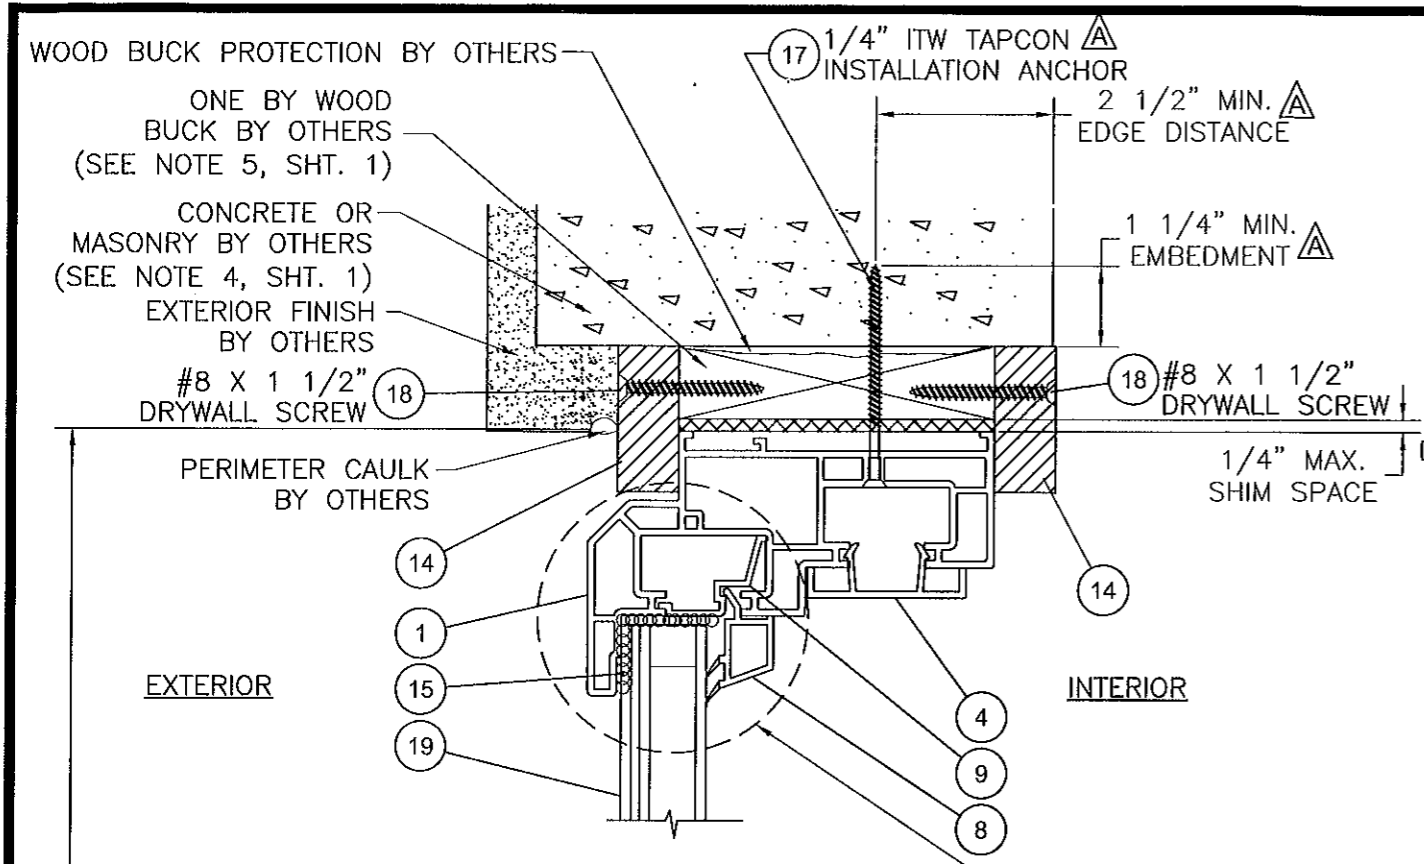 WOOD BUCK PROTECTION BY OTHERS
ONE BY WOOD
BUCK BY OTHERS
(SEE NOTE 5, SHT. 1)
CONCRETE OR
MASONRY BY OTHERS
(SEE NOTE 4, SHT. 1)
EXTERIOR FINISH
BY OTHERS
#8 X 1 1/2"
DRYWALL SCREW
18
PERIMETER CAULK
BY OTHERS
17
1/4" ITW TAPCON A
INSTALLATION ANCHOR
2 1/2" MIN. A
EDGE DISTANCE
1 1/4" MIN.
EMBEDMENT A
18
#8 X 1 1/2"
DRYWALL SCREW
1/4" MAX.
SHIM SPACE
14
1
15
19
EXTERIOR
14
INTERIOR
4
9
8